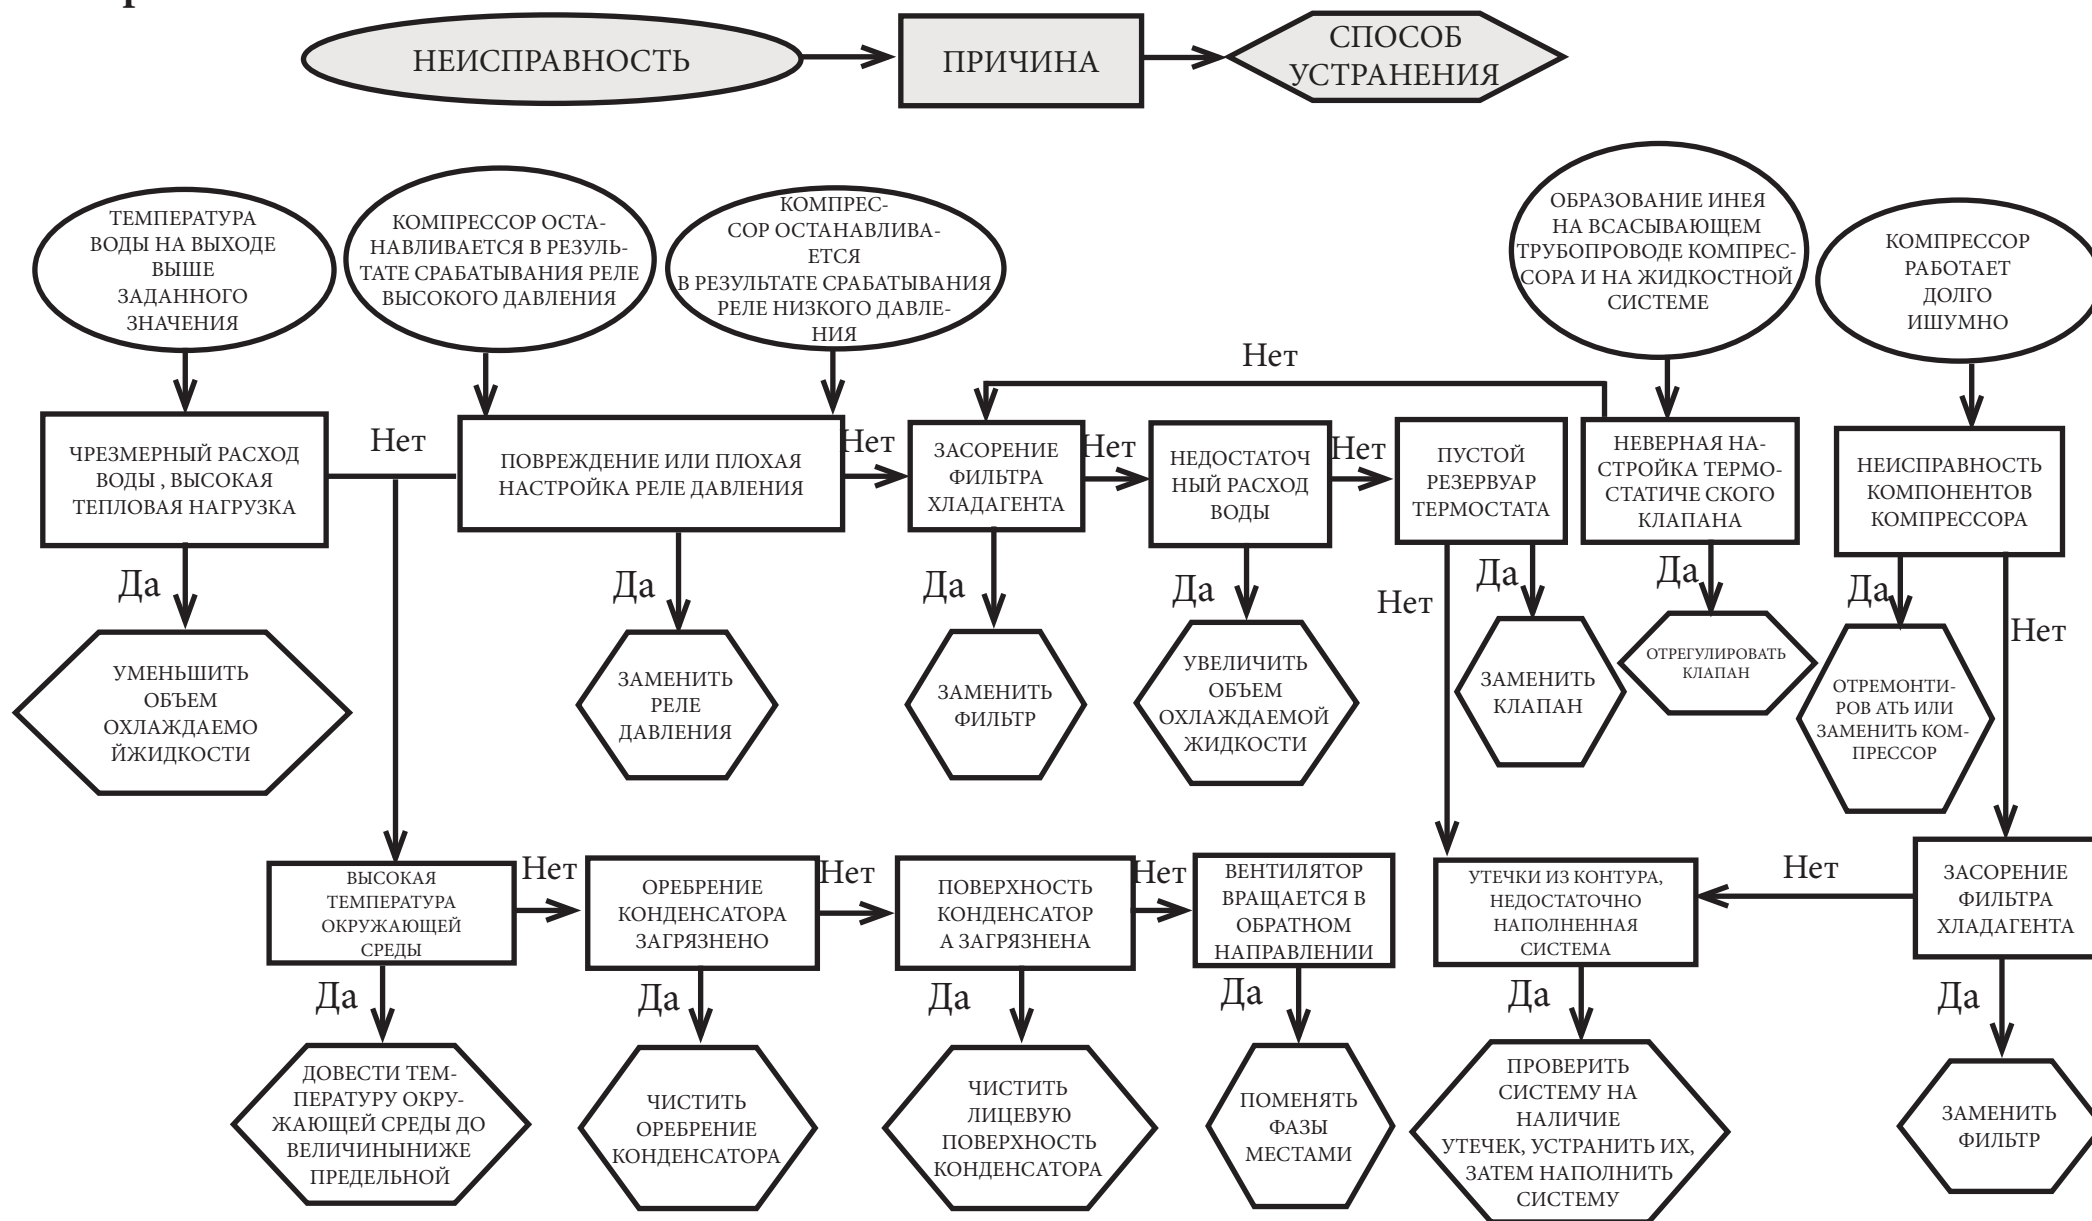 НЕИСПРАВНОСТЬ
ПРИЧИНА
СПОСОБ
УСТРАНЕНИЯ
ТЕМПЕРАТУРА
ВОДЫ НА ВЫХОДЕ
ВЫШЕ
ЗАДАННОГО
ЗНАЧЕНИЯ
КОМПРЕССОР ОСТА-
НАВЛИВАЕТСЯ В РЕЗУЛЬ-
ТАТЕ СРАБАТЫВАНИЯ РЕЛЕ
ВЫСОКОГО ДАВЛЕНИЯ
КОМПРЕС-
СОР ОСТАНАВЛИВА-
ЕТСЯ
В РЕЗУЛЬТАТЕ СРАБАТЫВАНИЯ
РЕЛЕ НИЗКОГО ДАВЛЕ-
НИЯ
ОБРАЗОВАНИЕ ИНЕЯ
НА ВСАСЫВАЮЩЕМ
ТРУБОПРОВОДЕ КОМПРЕС-
СОРА И НА ЖИДКОСТНОЙ
СИСТЕМЕ
КОМПРЕССОР
РАБОТАЕТ
ДОЛГО
ИШУМНО
Нет
ЧРЕЗМЕРНЫЙ РАСХОД
ВОДЫ , ВЫСОКАЯ
ТЕПЛОВАЯ НАГРУЗКА
Нет
ПОВРЕЖДЕНИЕ ИЛИ ПЛОХАЯ
НАСТРОЙКА РЕЛЕ ДАВЛЕНИЯ
Нет
ЗАСОРЕНИЕ
ФИЛЬТРА
ХЛАДАГЕНТА
Нет
НЕДОСТАТОЧ
НЫЙ РАСХОД
ВОДЫ
Нет
ПУСТОЙ
РЕЗЕРВУАР
ТЕРМОСТАТА
НЕВЕРНАЯ НА-
СТРОЙКА ТЕРМО-
СТАТИЧЕ СКОГО
КЛАПАНА
НЕИСПРАВНОСТЬ
КОМПОНЕНТОВ
КОМПРЕССОРА
Да
Да
Да
Да
Нет
Да
Да
Да
Нет
УМЕНЬШИТЬ
ОБЪЕМ
ОХЛАЖДАЕМО
ЙЖИДКОСТИ
ЗАМЕНИТЬ
РЕЛЕ
ДАВЛЕНИЯ
ЗАМЕНИТЬ
ФИЛЬТР
УВЕЛИЧИТЬ
ОБЪЕМ
ОХЛАЖДАЕМОЙ
ЖИДКОСТИ
ЗАМЕНИТЬ
КЛАПАН
ОТРЕГУЛИРОВАТЬ
КЛАПАН
ОТРЕМОНТИ-
РОВ АТЬ ИЛИ
ЗАМЕНИТЬ КОМ-
ПРЕССОР
ВЫСОКАЯ
ТЕМПЕРАТУРА
ОКРУЖАЮЩЕЙ
СРЕДЫ
Нет
ОРЕБРЕНИЕ
КОНДЕНСАТОРА
ЗАГРЯЗНЕНО
Нет
ПОВЕРХНОСТЬ
КОНДЕНСАТОР
А ЗАГРЯЗНЕНА
Нет
ВЕНТИЛЯТОР
ВРАЩАЕТСЯ В
ОБРАТНОМ
НАПРАВЛЕНИИ
УТЕЧКИ ИЗ КОНТУРА,
НЕДОСТАТОЧНО
НАПОЛНЕННАЯ
СИСТЕМА
Нет
ЗАСОРЕНИЕ
ФИЛЬТРА
ХЛАДАГЕНТА
Да
Да
Да
Да
Да
Да
ДОВЕСТИ ТЕМ-
ПЕРАТУРУ ОКРУ-
ЖАЮЩЕЙ СРЕДЫ ДО
ВЕЛИЧИНЫНИЖЕ
ПРЕДЕЛЬНОЙ
ЧИСТИТЬ
ОРЕБРЕНИЕ
КОНДЕНСАТОРА
ЧИСТИТЬ
ЛИЦЕВУЮ
ПОВЕРХНОСТЬ
КОНДЕНСАТОРА
ПОМЕНЯТЬ
ФАЗЫ
МЕСТАМИ
ПРОВЕРИТЬ
СИСТЕМУ НА
НАЛИЧИЕ
УТЕЧЕК, УСТРАНИТЬ ИХ,
ЗАТЕМ НАПОЛНИТЬ
СИСТЕМУ
ЗАМЕНИТЬ
ФИЛЬТР